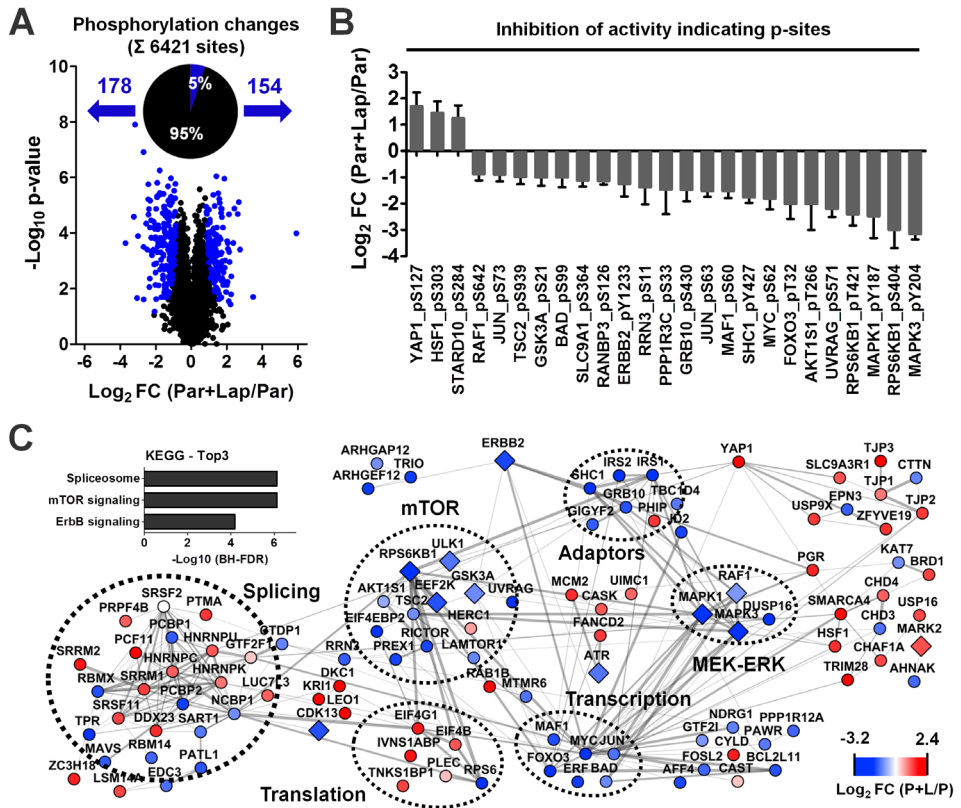 A
Phosphorylation changes
(Σ 6421 sites)
178
154
5%
95%
10
8
6
4
2
0
-Log10 p-value
-6 -4 -2 0 2 4 6
Log2 FC (Par+Lap/Par)
B
Inhibition of activity indicating p-sites
3
2
1
0
-1
-2
-3
-4
Log2 FC (Par+Lap/Par)
YAP1_pS127
HSF1_pS303
STARD10_pS284
RAF1_pS642
JUN_pS73
TSC2_pS939
GSK3A_pS21
BAD_pS99
SLC9A1_pS364
RANBP3_pS126
ERBB2_pY1233
RRN3_pS11
PPP1R3C_pS33
GRB10_pS430
JUN_pS63
MAF1_pS60
SHC1_pY427
MYC_pS62
FOXO3_pT32
AKT1S1_pT266
UVRAG_pS571
RPS6KB1_pT421
MAPK1_pY187
RPS6KB1_pS404
MAPK3_pY204
C
KEGG - Top3
Spliceosome
mTOR signaling
ErbB signaling
0 2 4 6 8
-Log10 (BH-FDR)
ARHGAP12
TRIO
ARHGEF12
ERBB2
mTOR
ULK1
RPS6KB1
GSK3A
EEF2K
AKT1S1
UVRAG
TSC2
HERC1
EIF4EBP2
RICTOR
PREX1
LAMTOR1
RRN3
IRS2
IRS1
SHC1
GRB10
TBC1D4
GIGYF2
PHIP
ID2
Adaptors
MCM2
UIMC1
CASK
FANCD2
ATR
RAB1B
MTMR6
YAP1
SLC9A3R1
TJP3
CTTN
TJP1
EPN3
USP9X
TJP2
ZFYVE19
PGR
KAT7
BRD1
RAF1
MAPK1
DUSP16
MAPK3
MEK-ERK
SMARCA4
CHD4
CHD3
USP16
HSF1
MARK2
CHAF1A
TRIM28
AHNAK
Splicing
SRSF2
PTMA
PRPF4B
PCBP1
PCF11
HNRNPU
CTDP1
GTF2F1
SRRM2
HNRNPC
HNRNPK
RBMX
SRRM1
LUC7L3
PCBP2
SRSF11
NCBP1
DDX23
SART1
TPR
RBM14
MAVS
PATL1
ZC3H18
EDC3
LSM14A
DKC1
KRI1
LEO1
CDK13
EIF4G1
EIF4B
IVNS1ABP
PLEC
TNKS1BP1
RPS6
Translation
Transcription
MAF1
MYC
JUN
FOXO3
ERF
BAD
NDRG1
PPP1R12A
GTF2I
PAWR
CYLD
FOSL2
BCL2L11
AFF4
CAST
-3.2
2.4
Log2 FC (P+L/P)